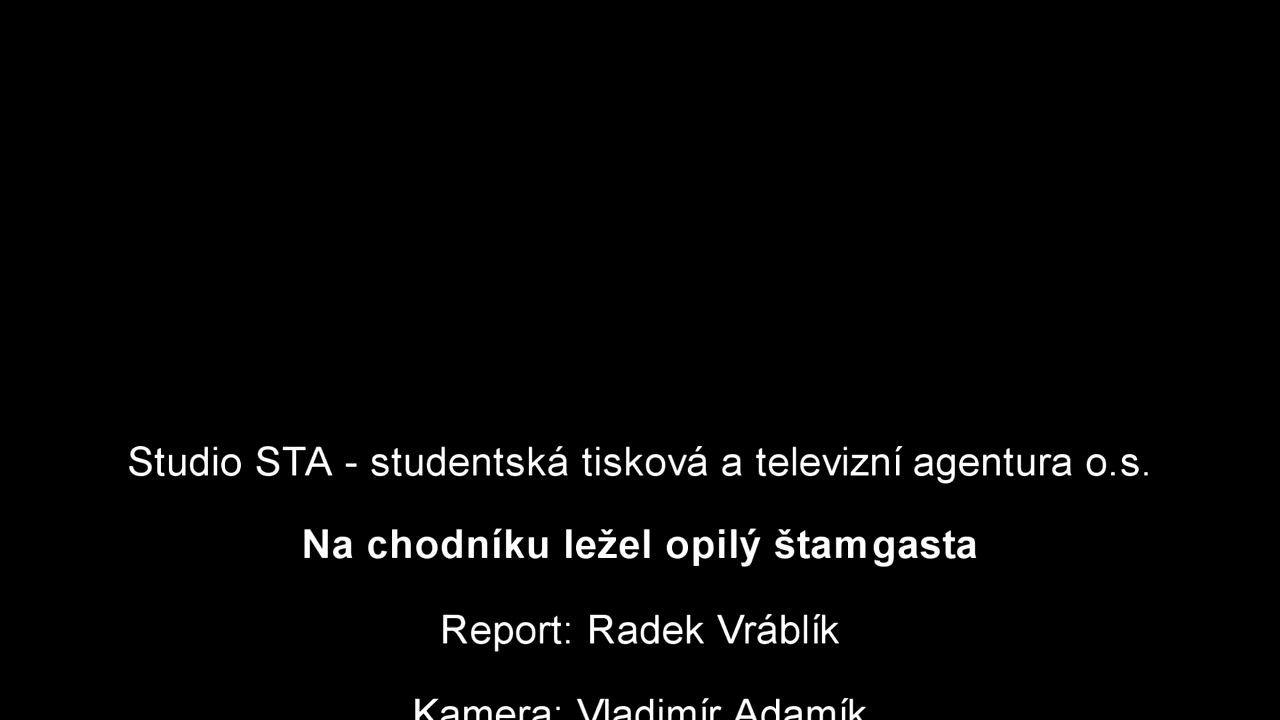 Studio STA - studentská tisková a televizní agentura o.s.
Na chodníku ležel opilý štamgasta
Report: Radek Vráblík
Kamera: Vladimír Adamík